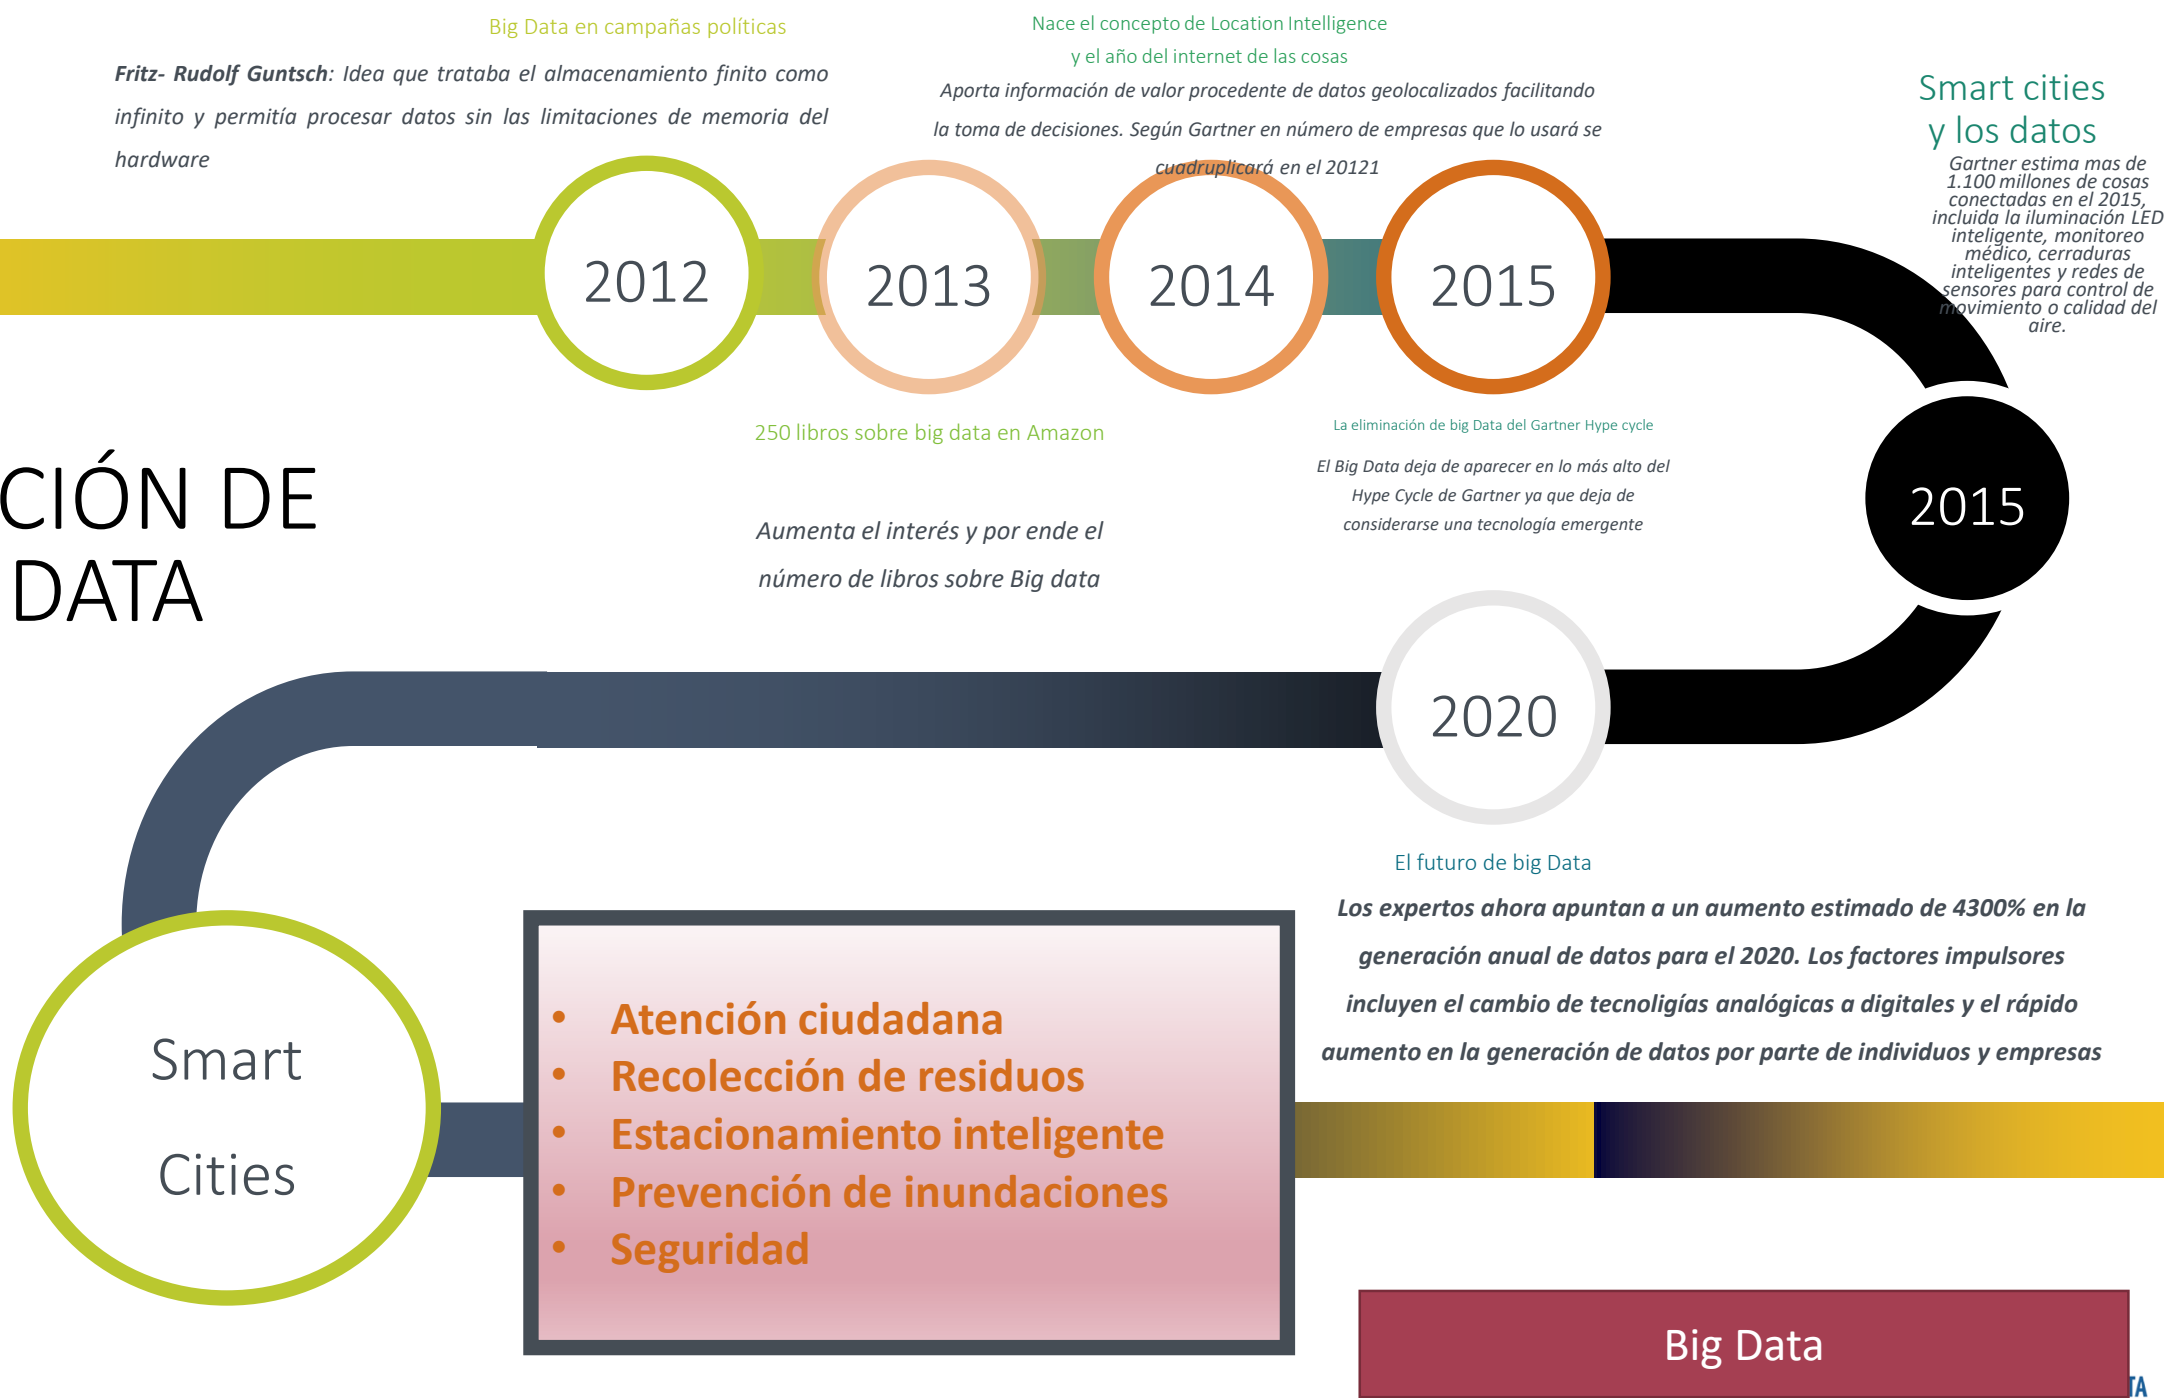 Big Data en campañas políticas
Fritz- Rudolf Guntsch: Idea que trataba el almacenamiento finito como
infinito y permitía procesar datos sin las limitaciones de memoria del
hardware
Nace el concepto de Location Intelligence
y el año del internet de las cosas
Aporta información de valor procedente de datos geolocalizados facilitando
la toma de decisiones. Según Gartner en número de empresas que lo usará se
cuadruplicará en el 20121
Smart cities
y los datos
Gartner estima mas de
1.100 millones de cosas
conectadas en el 2015,
incluida la iluminación LED
inteligente, monitoreo
médico, cerraduras
inteligentes y redes de
sensores para control de
movimiento o calidad del
aire.
2012
2013
2014
2015
250 libros sobre big data en Amazon
Aumenta el interés y por ende el
número de libros sobre Big data
La eliminación de big Data del Gartner Hype cycle
El Big Data deja de aparecer en lo más alto del
Hype Cycle de Gartner ya que deja de
considerarse una tecnología emergente
CIÓN DE
DATA
2015
2020
El futuro de big Data
Los expertos ahora apuntan a un aumento estimado de 4300% en la
generación anual de datos para el 2020. Los factores impulsores
incluyen el cambio de tecnoligías analógicas a digitales y el rápido
aumento en la generación de datos por parte de individuos y empresas
Smart
Cities
• Atención ciudadana
• Recolección de residuos
• Estacionamiento inteligente
• Prevención de inundaciones
• Seguridad
Big Data
TA